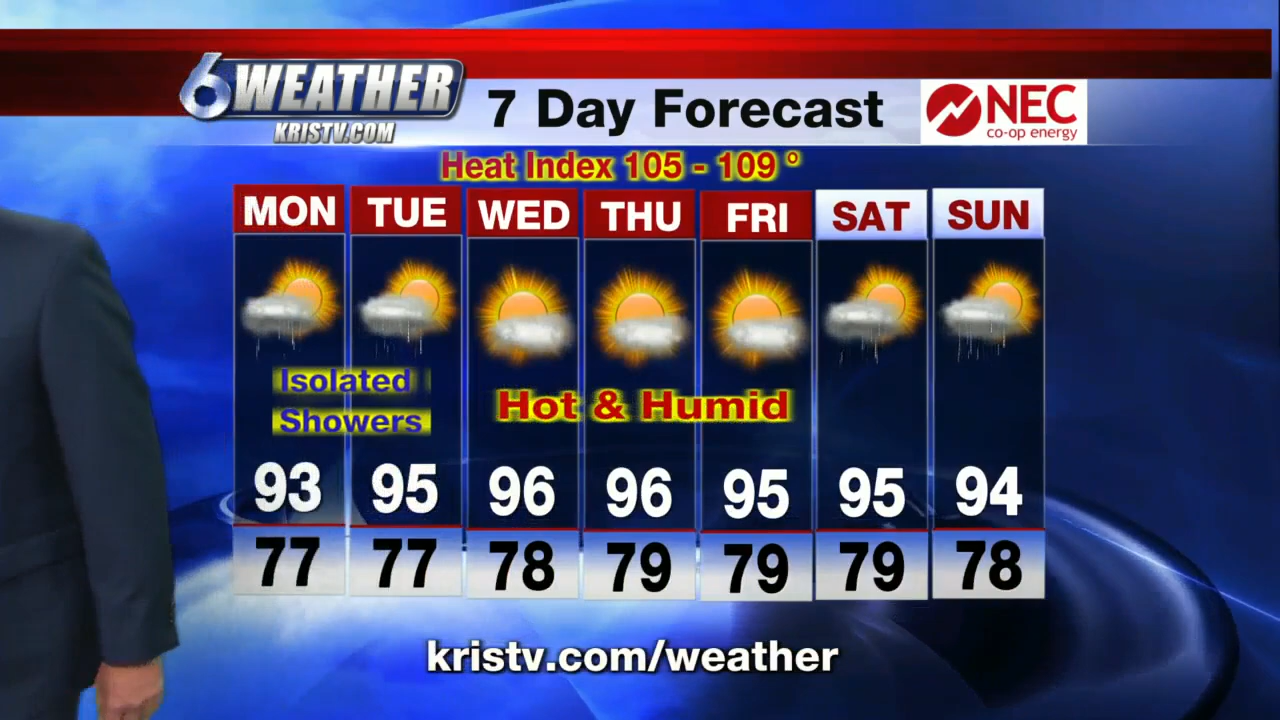 6 WEATHER
KRISTV.COM
7 Day Forecast
NEC
co-op energy
Heat Index 105 - 109 °
MON TUE WED THU FRI SAT SUN
Isolated
Showers
Hot & Humid
93 95 96 96 95 95 94
77 77 78 79 79 79 78
kristv.com/weather